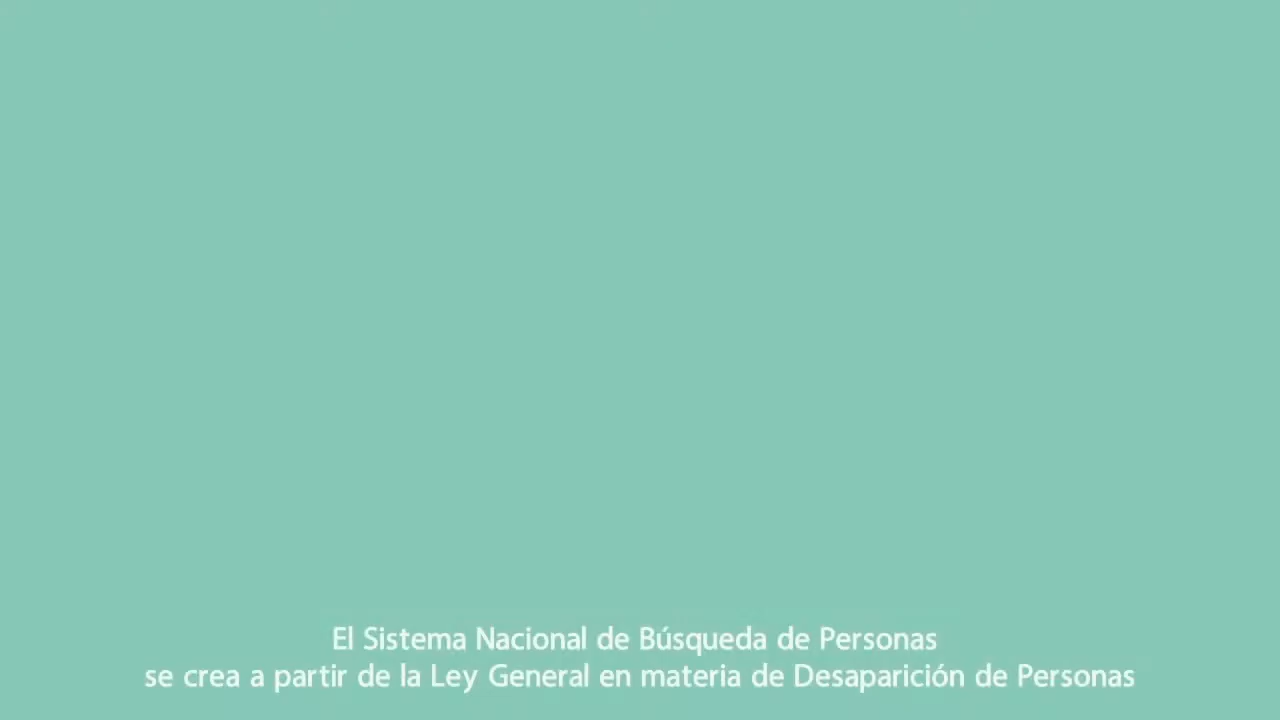 El Sistema Nacional de Búsqueda de Personas
se crea a partir de la Ley General en materia de Desaparición de Personas